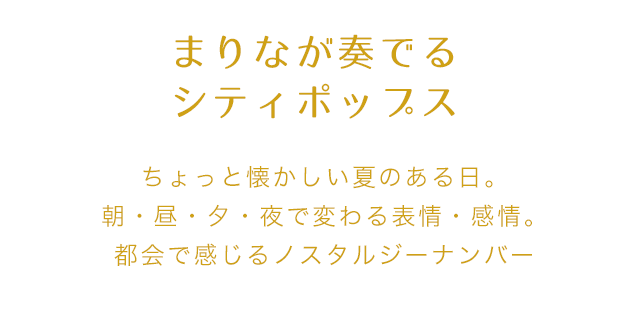 まりなが奏でる
シティポップス
ちょっと懐かしい夏のある日。
朝・昼・夕・夜で変わる表情・感情。
都会で感じるノスタルジーナンバー